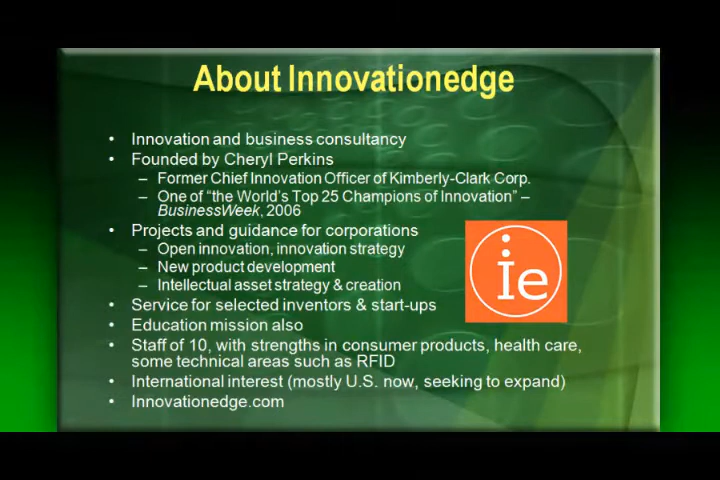 About Innovationedge
• Innovation and business consultancy
• Founded by Cheryl Perkins
– Former Chief Innovation Officer of Kimberly-Clark Corp.
– One of “the World’s Top 25 Champions of Innovation” –
BusinessWeek, 2006
• Projects and guidance for corporations
– Open innovation, innovation strategy
– New product development
– Intellectual asset strategy & creation
• Service for selected inventors & start-ups
• Education mission also
• Staff of 10, with strengths in consumer products, health care,
some technical areas such as RFID
• International interest (mostly U.S. now, seeking to expand)
• Innovationedge.com
ie